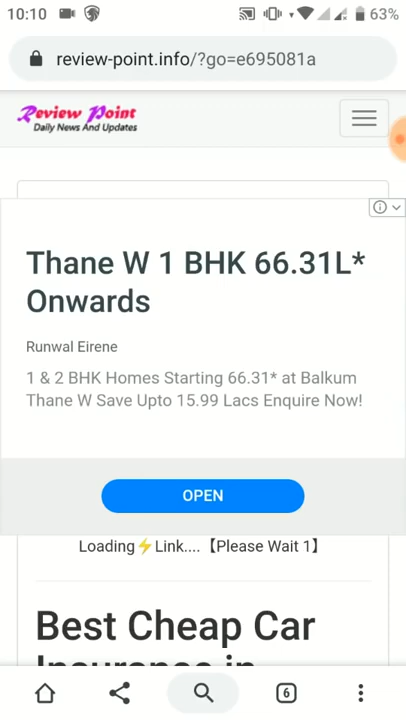 10:10
63%
review-point.info/?go=e695081a
Review Point
Daily News And Updates
Thane W 1 BHK 66.31L*
Onwards
Runwal Eirene
1 & 2 BHK Homes Starting 66.31* at Balkum
Thane W Save Upto 15.99 Lacs Enquire Now!
OPEN
Loading⚡Link....【Please Wait 1】
Best Cheap Car
Insurance in
6